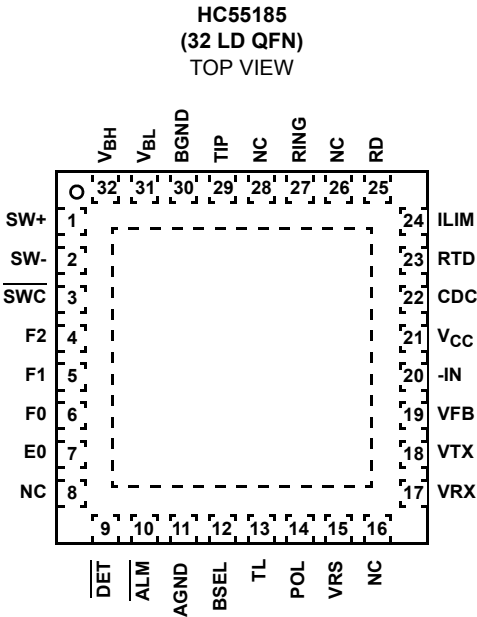 HC55185
(32 LD QFN)
TOP VIEW
VBH VBL BGND TIP NC RING NC RD
32 31 30 29 28 27 26 25
SW+ 1 24 ILIM
SW- 2 23 RTD
SWC 3 22 CDC
F2 4 21 VCC
F1 5 20 -IN
F0 6 19 VFB
E0 7 18 VTX
NC 8 17 VRX
9 10 11 12 13 14 15 16
DET ALM AGND BSEL TL POL VRS NC